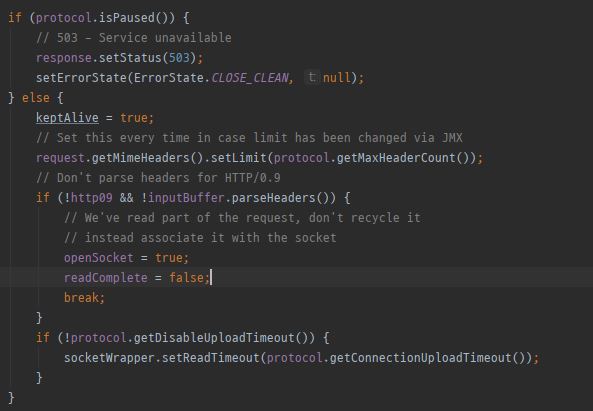 if (protocol.isPaused()) {
// 503 - Service unavailable
response.setStatus(503);
setErrorState(ErrorState.CLOSE_CLEAN, t: null);
} else {
keptAlive = true;
// Set this every time in case limit has been changed via JMX
request.getMimeHeaders().setLimit(protocol.getMaxHeaderCount());
// Don't parse headers for HTTP/0.9
if (!http09 && !inputBuffer.parseHeaders()) {
// We've read part of the request, don't recycle it
// instead associate it with the socket
openSocket = true;
readComplete = false;
break;
}
if (!protocol.getDisableUploadTimeout()) {
socketWrapper.setReadTimeout(protocol.getConnectionUploadTimeout());
}
}